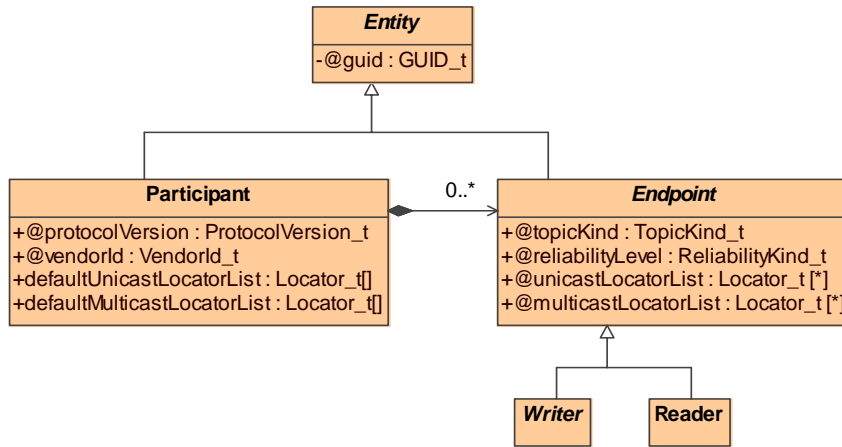 Entity
-@guid : GUID_t
Participant
+@protocolVersion : ProtocolVersion_t
+@vendorId : VendorId_t
+defaultUnicastLocatorList : Locator_t[]
+defaultMulticastLocatorList : Locator_t[]
0..*
Endpoint
+@topicKind : TopicKind_t
+@reliabilityLevel : ReliabilityKind_t
+@unicastLocatorList : Locator_t [*]
+@multicastLocatorList : Locator_t [*]
Writer
Reader